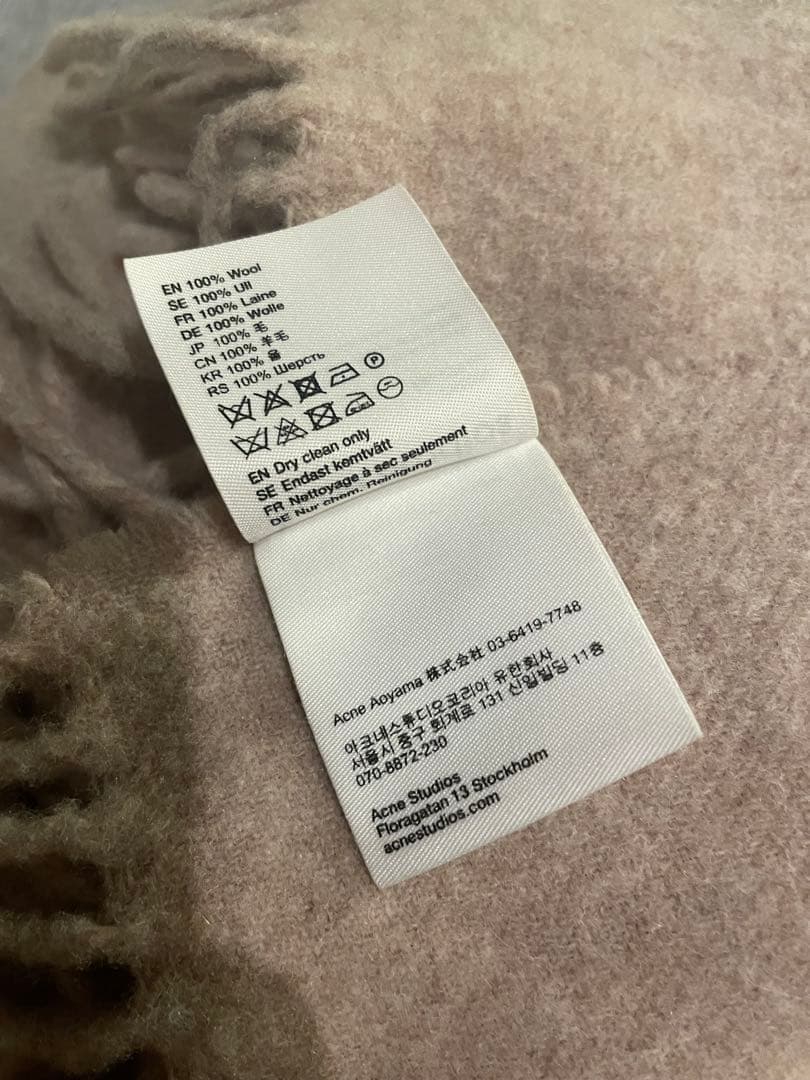 EN 100% Wool
SE 100% Ull
FR 100% Laine
DE 100% Wolle
JP 100% 毛
CN 100% 羊毛
KR 100% 울
RS 100% Шерсть
P
EN Dry clean only
SE Endast kemtvätt
FR Nettoyage à sec seulement
DE Nur chem. Reinigung
Acne Aoyama 株式会社 03-6419-7748
아크네스튜디오코리아 유한회사
서울시 중구 퇴계로 131 신일빌딩 11층
070-8872-230
Acne Studios
Floragatan 13 Stockholm
acnestudios.com